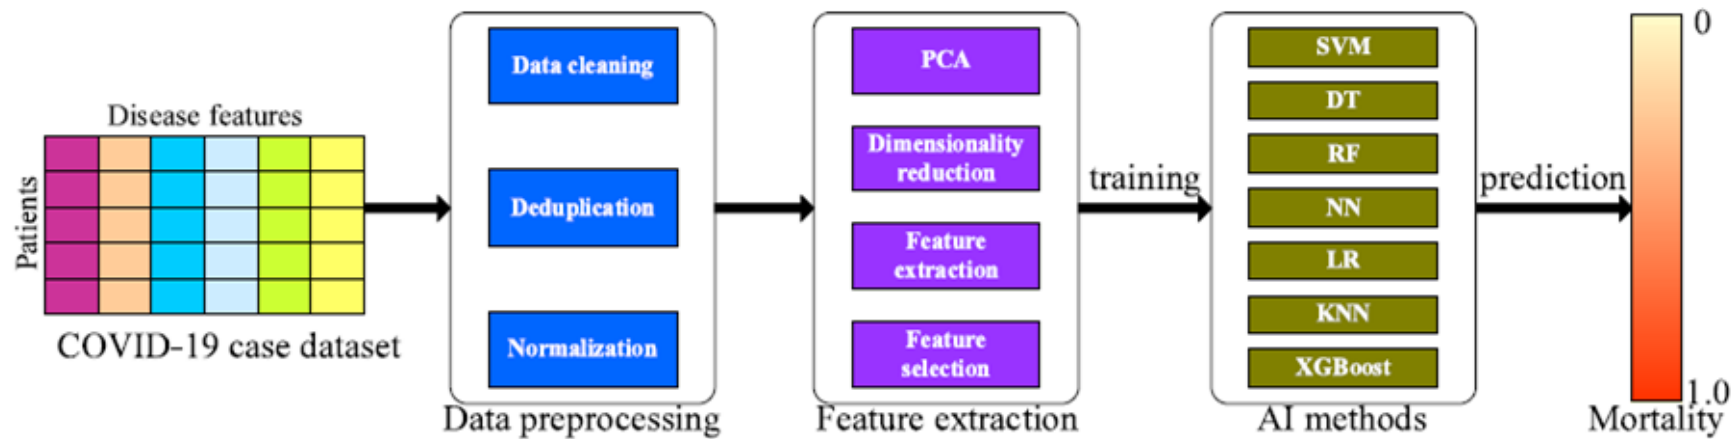 Disease features
Patients
COVID-19 case dataset
Data cleaning
Deduplication
Normalization
Data preprocessing
PCA
Dimensionality
reduction
Feature
extraction
Feature
selection
Feature extraction
training
SVM
DT
RF
NN
LR
KNN
XGBoost
AI methods
prediction
0
1.0
Mortality